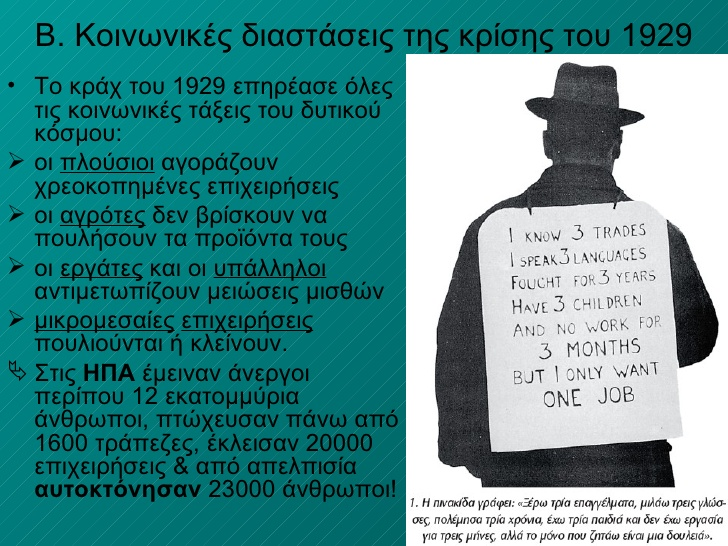 Β. Κοινωνικές διαστάσεις της κρίσης του 1929
• Το κράχ του 1929 επηρέασε όλες
τις κοινωνικές τάξεις του δυτικού
κόσμου:
➢ οι πλούσιοι αγοράζουν
χρεοκοπημένες επιχειρήσεις
➢ οι αγρότες δεν βρίσκουν να
πουλήσουν τα προϊόντα τους
➢ οι εργάτες και οι υπάλληλοι
αντιμετωπίζουν μειώσεις μισθών
➢ μικρομεσαίες επιχειρήσεις
πουλιούνται ή κλείνουν.
Στις ΗΠΑ έμειναν άνεργοι
περίπου 12 εκατομμύρια
άνθρωποι, πτώχευσαν πάνω από
1600 τράπεζες, έκλεισαν 20000
επιχειρήσεις & από απελπισία
αυτοκτόνησαν 23000 άνθρωποι!
I KNOW 3 TRADES
I SPEAK 3 LANGUAGES
FOUGHT FOR 3 YEARS
HAVE 3 CHILDREN
AND NO WORK FOR
3 MONTHS
BUT I ONLY WANT
ONE JOB
1. Η πινακίδα γράφει: «Ξέρω τρία επαγγέλματα, μιλάω τρεις γλώσ-
σες, πολέμησα τρία χρόνια, έχω τρία παιδιά και δεν έχω εργασία
για τρεις μήνες, αλλά το μόνο που ζητάω είναι μια δουλειά».